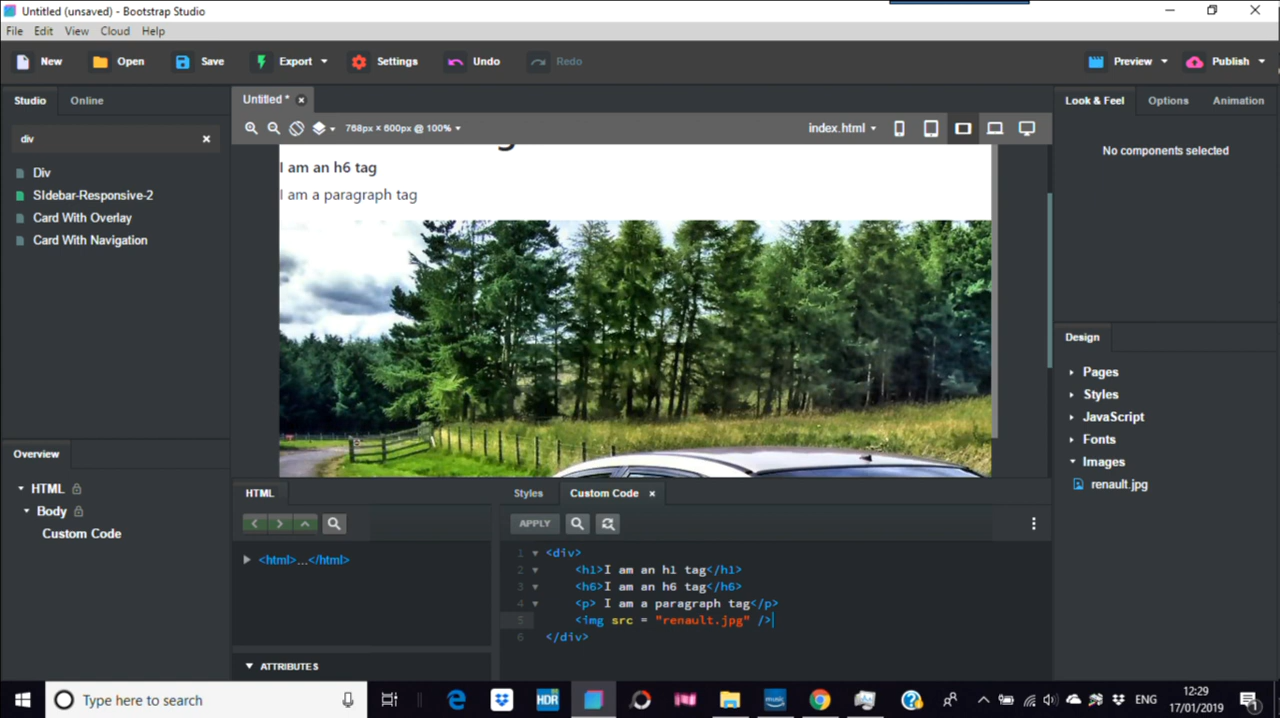 Untitled (unsaved) - Bootstrap Studio
File Edit View Cloud Help
New Open Save Export Settings Undo Redo Preview Publish
Studio Online
Untitled *
Look & Feel Options Animation
div
768px × 600px @ 100%
index.html
No components selected
Div
SIdebar-Responsive-2
Card With Overlay
Card With Navigation
I am an h6 tag
I am a paragraph tag
Design
Pages
Styles
JavaScript
Fonts
Images
renault.jpg
Overview
HTML
Body
Custom Code
HTML
<html>...</html>
ATTRIBUTES
Styles Custom Code
APPLY
1 <div>
2 <h1>I am an h1 tag</h1>
3 <h6>I am an h6 tag</h6>
4 <p> I am a paragraph tag</p>
5 <img src = "renault.jpg" />
6 </div>
Type here to search
HDR
music
ENG
12:29
17/01/2019
1